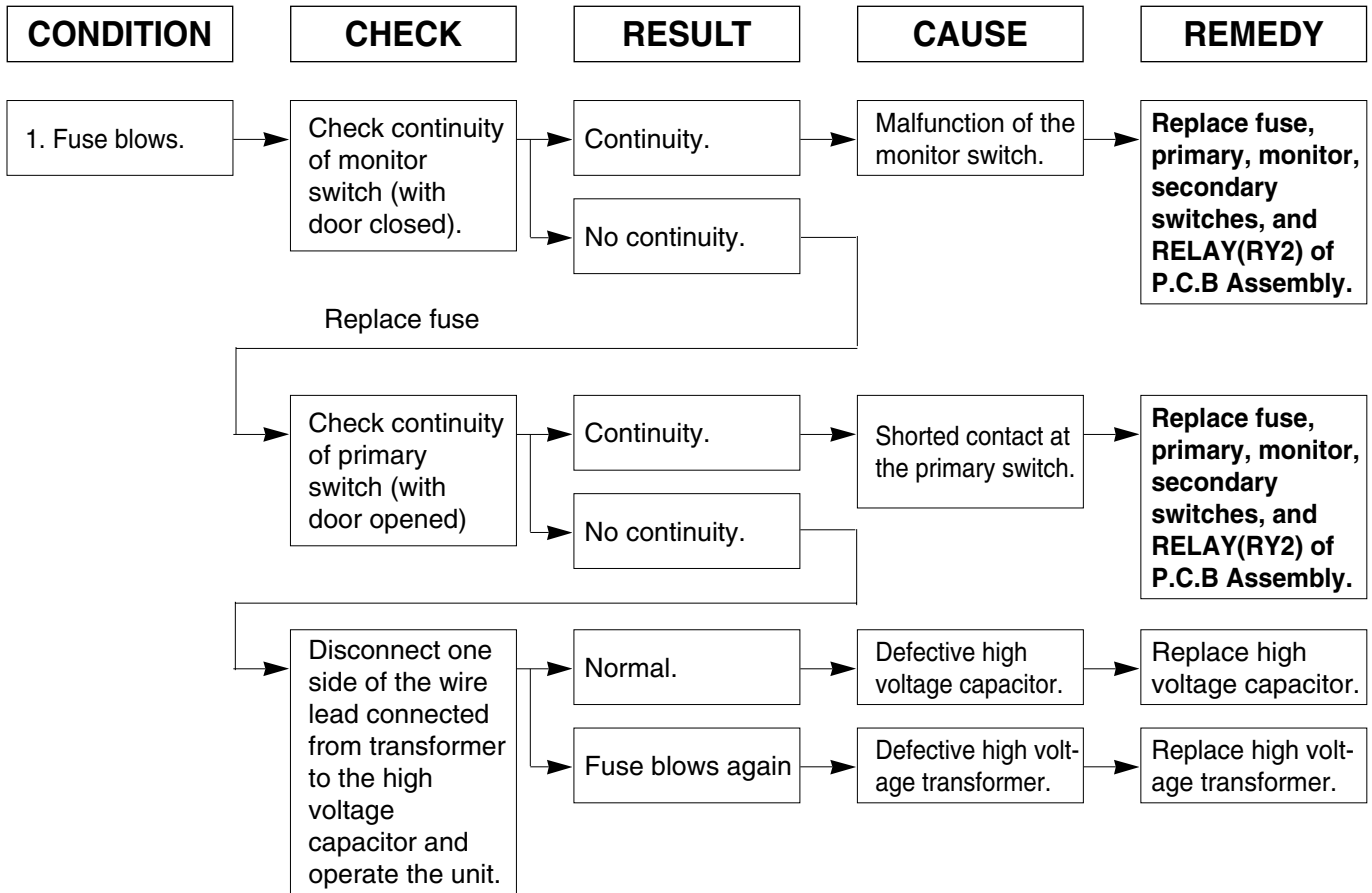 CONDITION
CHECK
RESULT
CAUSE
REMEDY
1. Fuse blows.
Check continuity
of monitor
switch (with
door closed).
Continuity.
Malfunction of the
monitor switch.
Replace fuse,
primary, monitor,
secondary
switches, and
RELAY(RY2) of
P.C.B Assembly.
No continuity.
Replace fuse
Check continuity
of primary
switch (with
door opened)
Continuity.
Shorted contact at
the primary switch.
Replace fuse,
primary, monitor,
secondary
switches, and
RELAY(RY2) of
P.C.B Assembly.
No continuity.
Disconnect one
side of the wire
lead connected
from transformer
to the high
voltage
capacitor and
operate the unit.
Normal.
Defective high
voltage capacitor.
Replace high
voltage capacitor.
Fuse blows again
Defective high volt-
age transformer.
Replace high volt-
age transformer.